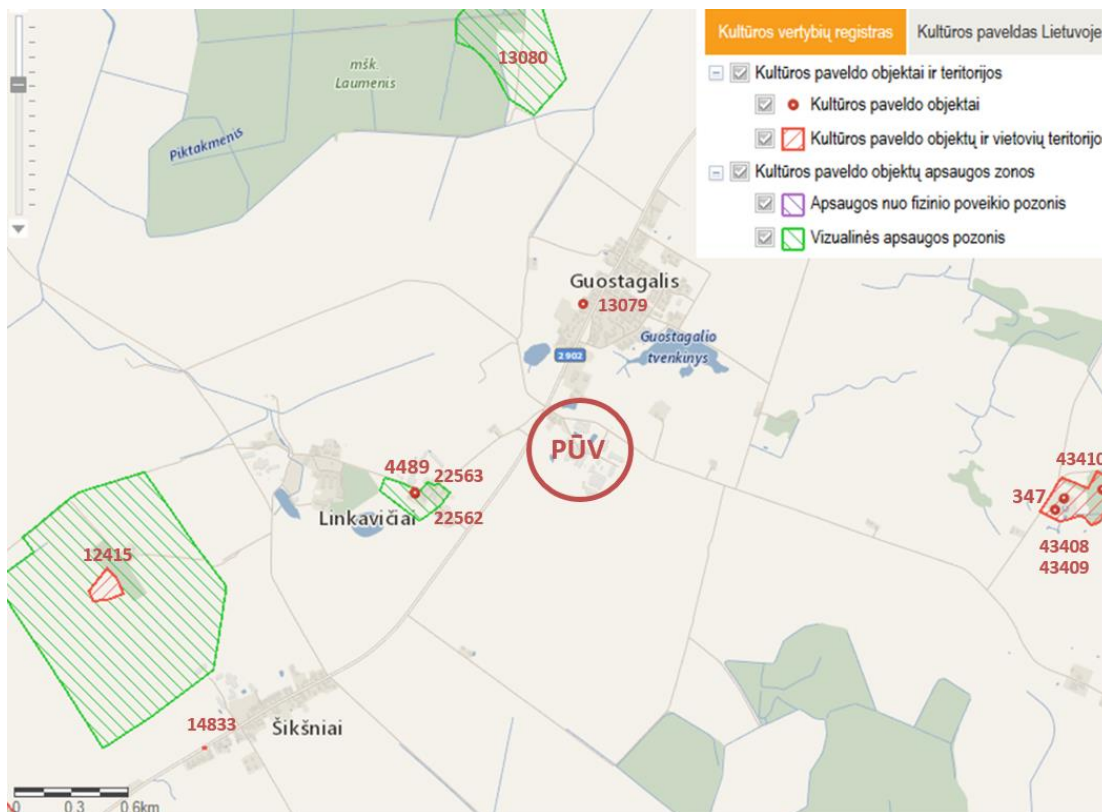 Kultūros vertybių registras
Kultūros paveldas Lietuvoje
Kultūros paveldo objektai ir teritorijos
Kultūros paveldo objektai
Kultūros paveldo objektų ir vietovių teritorijo
Kultūros paveldo objektų apsaugos zonos
Apsaugos nuo fizinio poveikio pozonis
Vizualinės apsaugos pozonis
13080
mšk.
Laumenis
Piktakmenis
Guostagalis
13079
Guostagalio
tvenkinys
2 902
PŪV
4489
22563
22562
Linkavičiai
43410
347
43408
43409
12415
14833
Šikšniai
0 0.3 0.6km